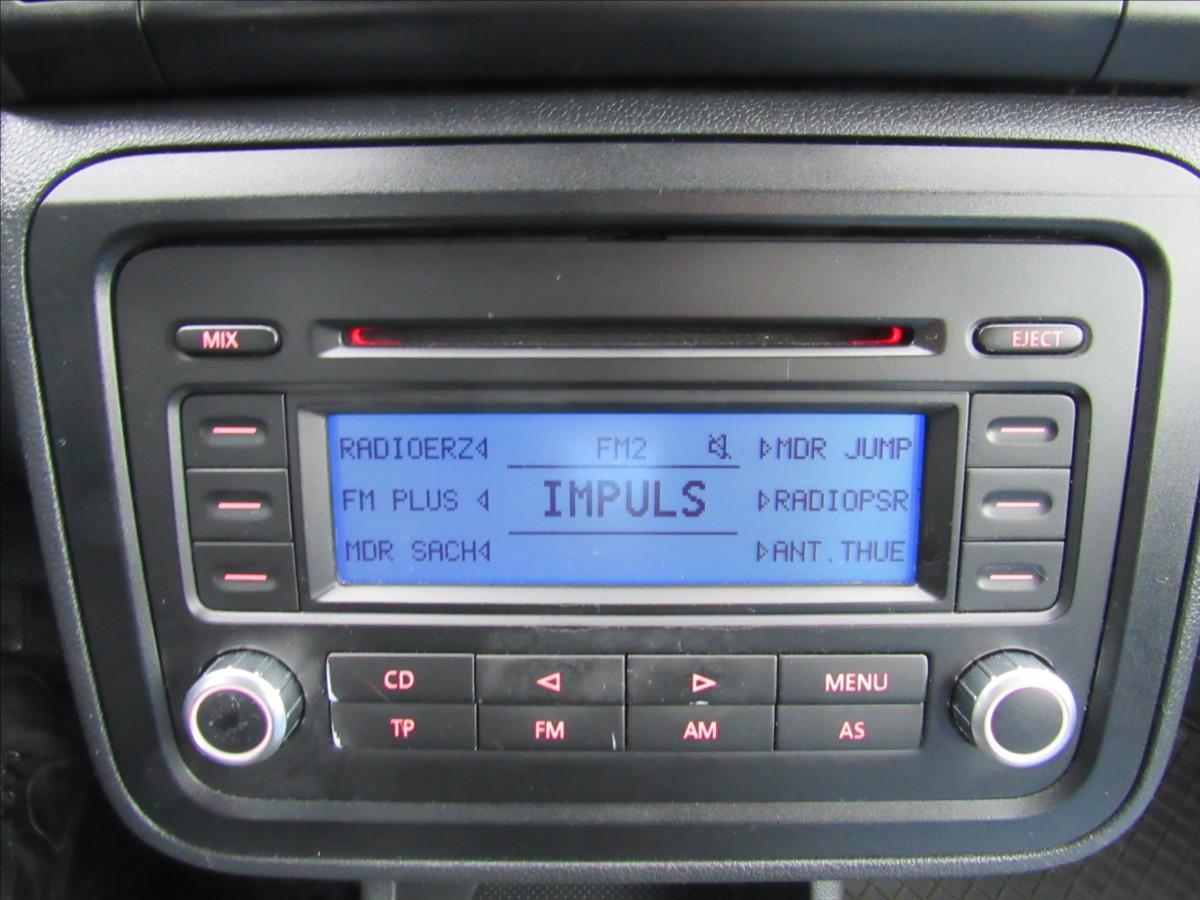 MIX
EJECT
RADIOERZ FM2 MDR JUMP
FM PLUS IMPULS RADIOPSR
MDR SACH ANT.THUE
CD MENU
TP FM AM AS